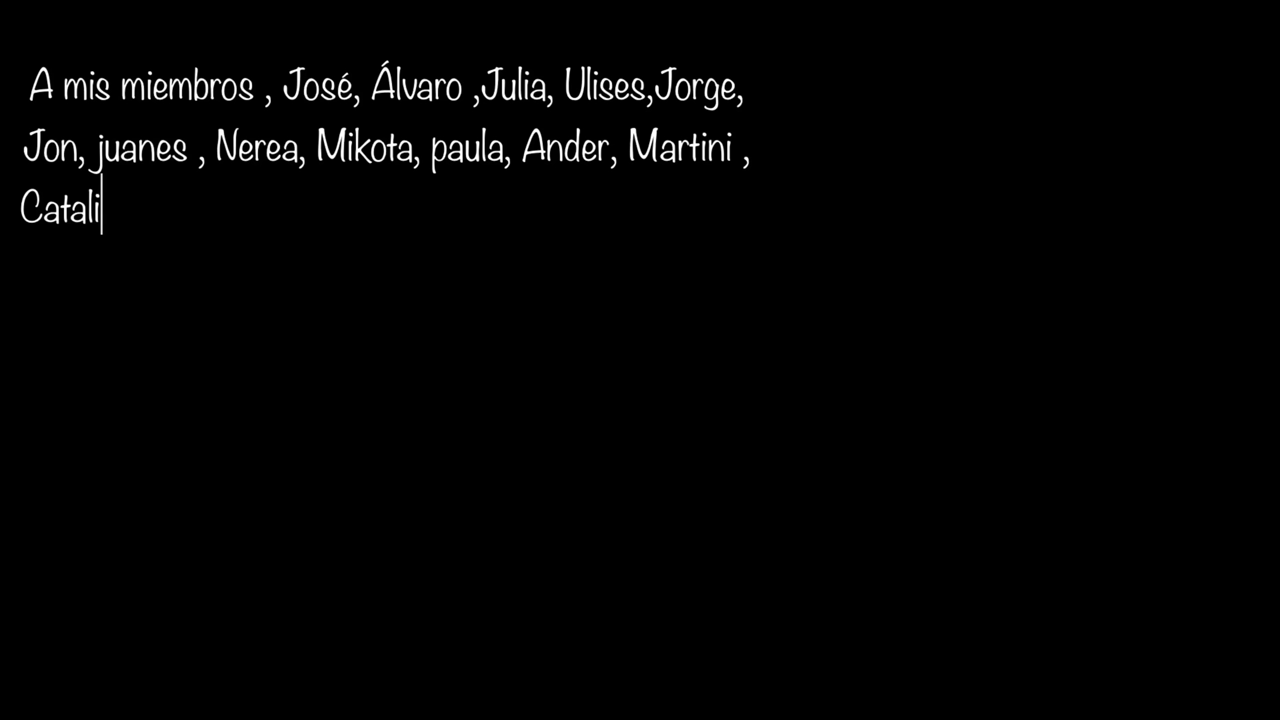 A mis miembros , José, Álvaro ,Julia, Ulises,Jorge,
Jon, juanes , Nerea, Mikota, paula, Ander, Martini ,
Catali